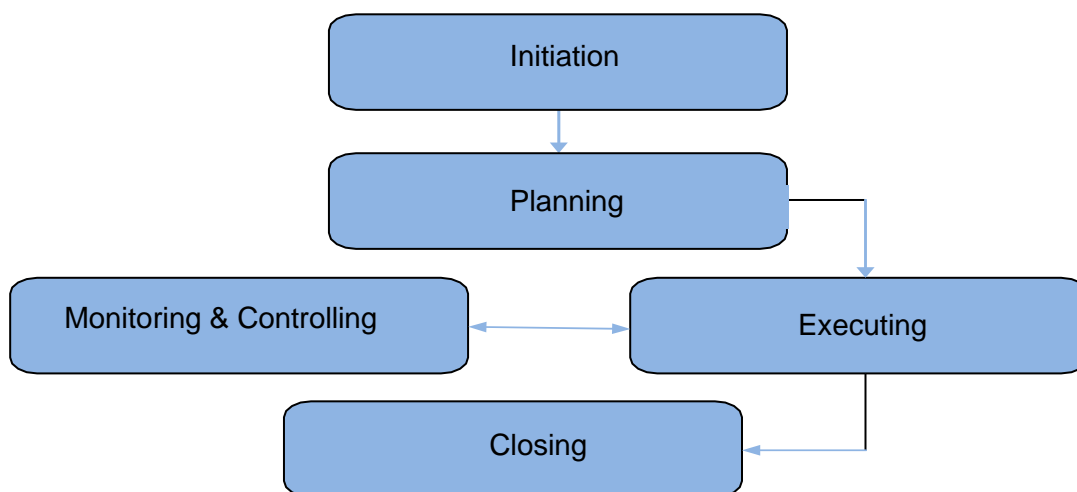 Initiation
Planning
Monitoring & Controlling
Executing
Closing